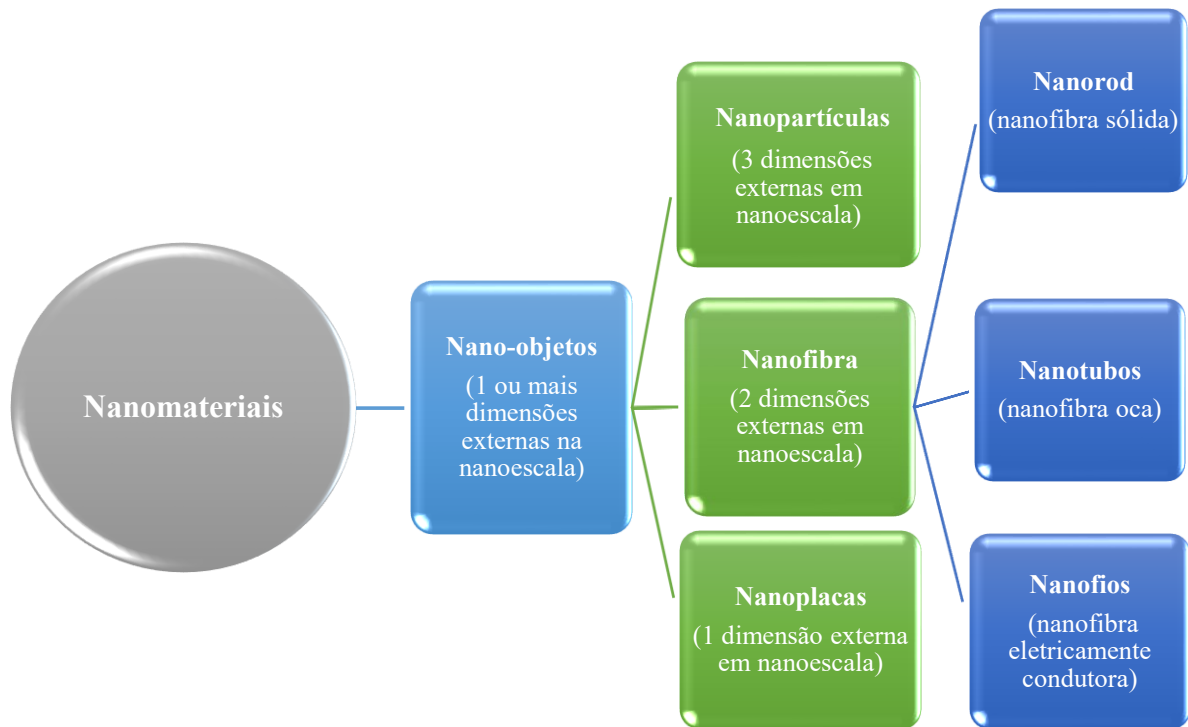 Nanomateriais
Nano-objetos
(1 ou mais
dimensões
externas na
nanoescala)
Nanopartículas
(3 dimensões
externas em
nanoescala)
Nanofibra
(2 dimensões
externas em
nanoescala)
Nanoplacas
(1 dimensão externa
em nanoescala)
Nanorod
(nanofibra sólida)
Nanotubos
(nanofibra oca)
Nanofios
(nanofibra
eletricamente
condutora)